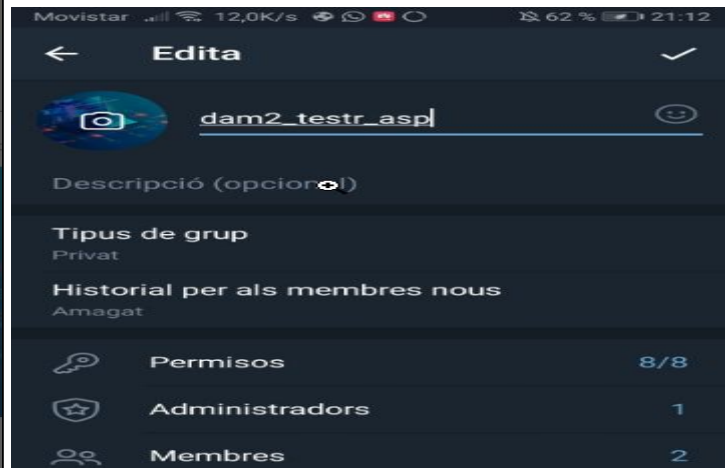 Movistar 12,0K/s 62 % 21:12
Edita
dam2_testr_asp
Descripció (opcional)
Tipus de grup
Privat
Historial per als membres nous
Amagat
Permisos 8/8
Administradors 1
Membres 2